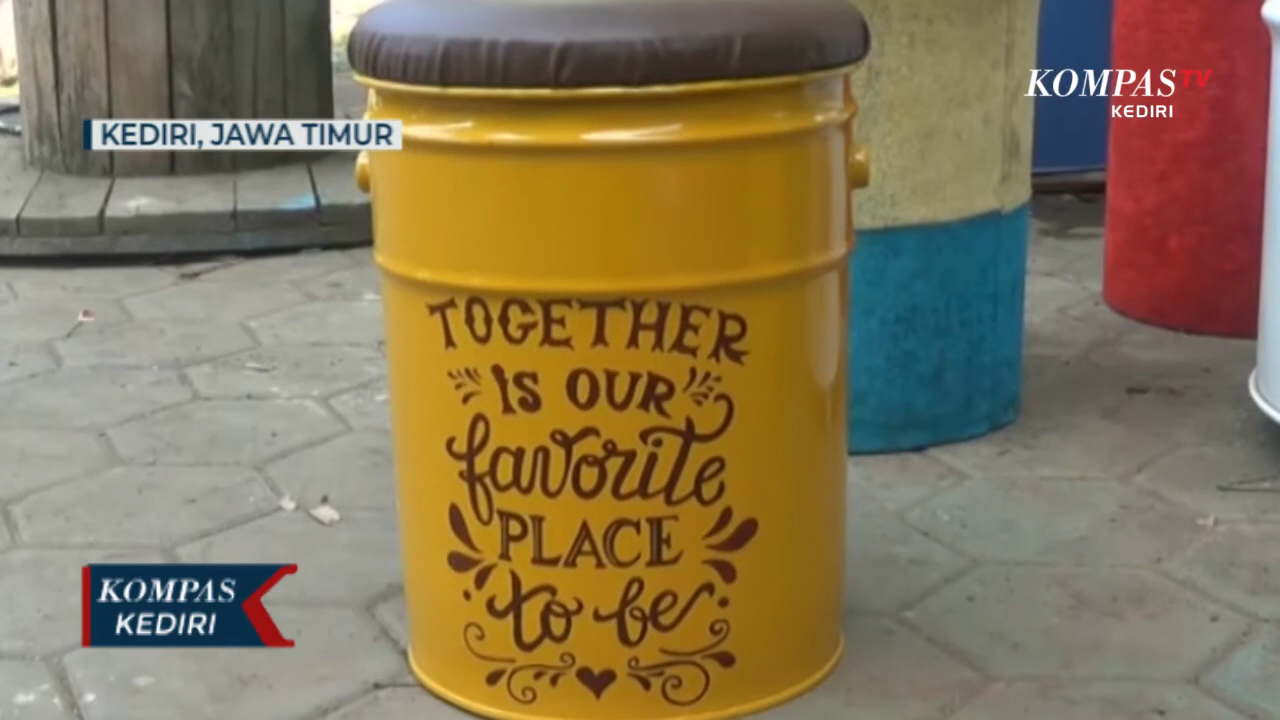 KOMPAS TV
KEDIRI
KEDIRI, JAWA TIMUR
TOGETHER
IS OUR
favorite
PLACE
to be
KOMPAS
KEDIRI